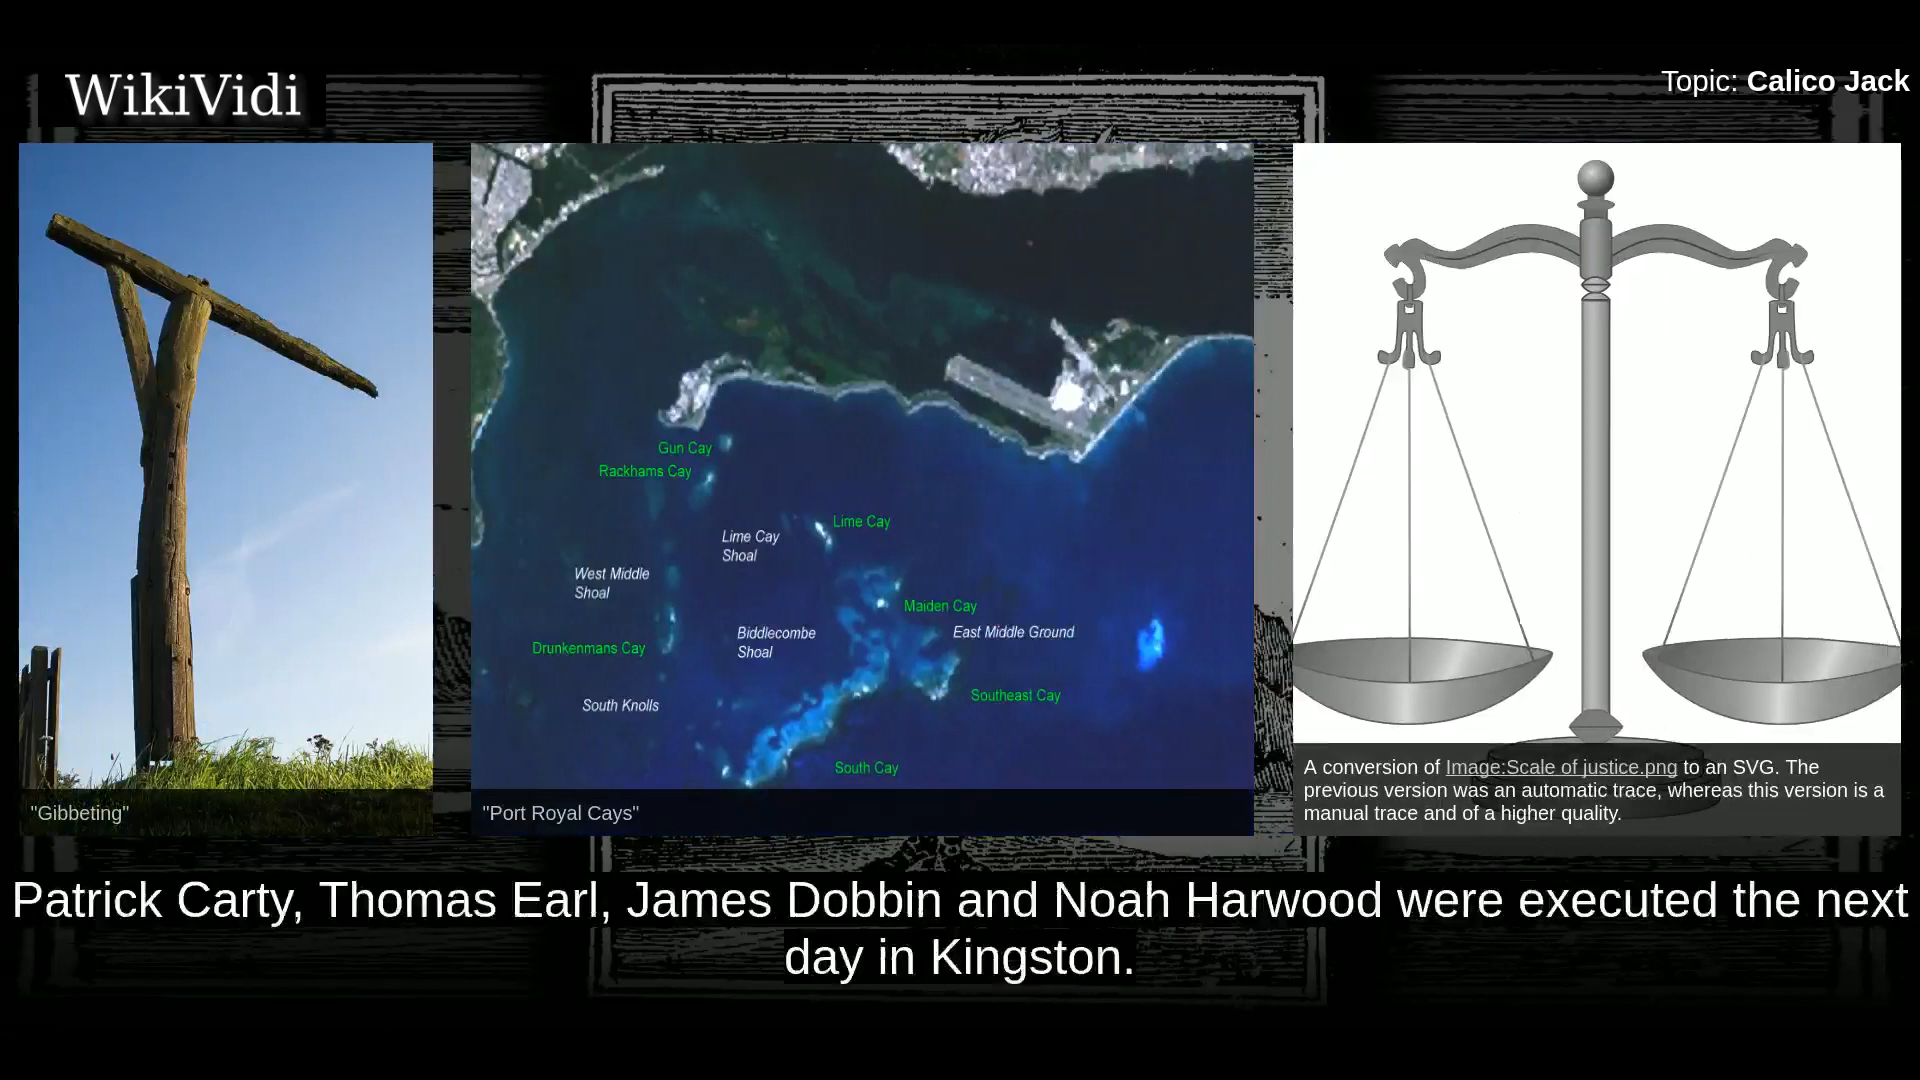 WikiVidi
Topic: Calico Jack
Gun Cay
Rackhams Cay
Lime Cay
Lime Cay
Shoal
West Middle
Shoal
Maiden Cay
Biddlecombe
Shoal
East Middle Ground
Drunkenmans Cay
Southeast Cay
South Knolls
South Cay
"Gibbeting"
"Port Royal Cays"
A conversion of Image:Scale of justice.png to an SVG. The
previous version was an automatic trace, whereas this version is a
manual trace and of a higher quality.
Patrick Carty, Thomas Earl, James Dobbin and Noah Harwood were executed the next
day in Kingston.